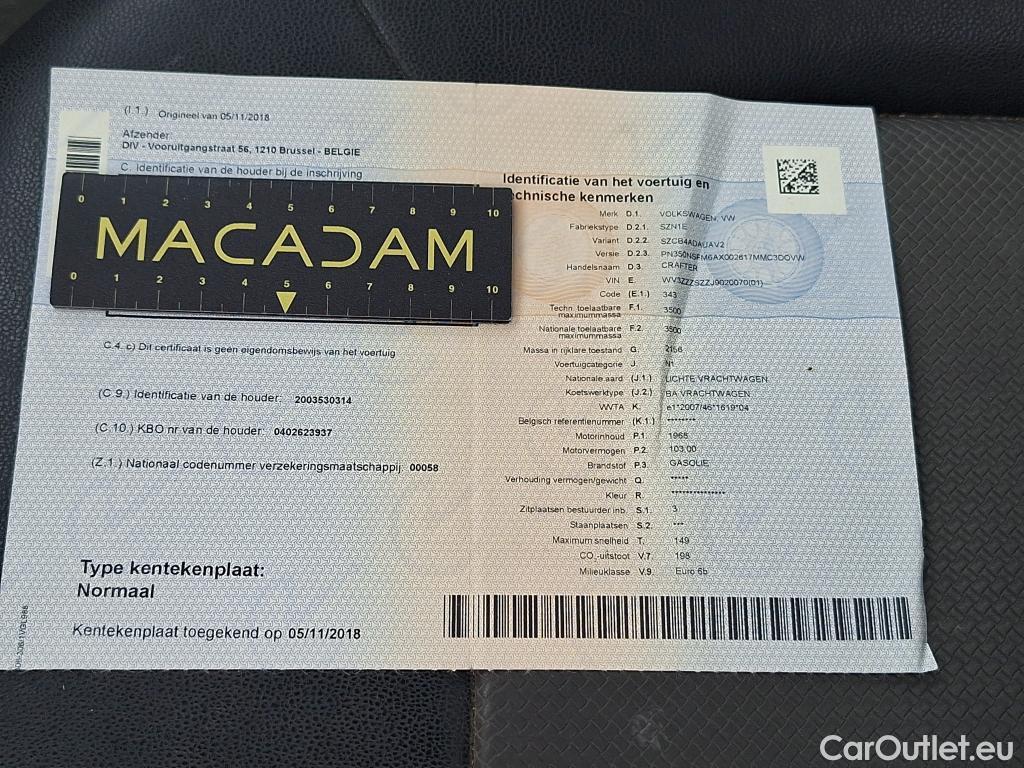 (I.1.) Origineel van 05/11/2018
Afzender:
DIV - Vooruitgangstraat 56, 1210 Brussel - BELGIE
C. Identificatie van de houder bij de inschrijving
0 1 2 3 4 5 6 7 8 9 10
MACADAM
0 1 2 3 4 5 6 7 8 9 10
C.4. c) Dit certificaat is geen eigendomsbewijs van het voertuig
(C.9.) Identificatie van de houder: 2003530314
(C.10.) KBO nr van de houder: 0402623937
(Z.1.) Nationaal codenummer verzekeringsmaatschappij: 00058
Type kentekenplaat:
Normaal
Kentekenplaat toegekend op 05/11/2018
Identificatie van het voertuig en
technische kenmerken
Merk D.1. VOLKSWAGEN, VW
Fabriekstype D.2.1. SZN1E
Variant D.2.2. SZCB4ADAUAV2
Versie D.2.3. PN350NSFM6AX002617MMC3DOVW
Handelsnaam D.3. CRAFTER
VIN E. WV3ZZZSZZJ9020070(01)
Code (E.1.) 343
Techn. toelaatbare maximummassa F.1. 3500
Nationale toelaatbare maximummassa F.2. 3500
Massa in rijklare toestand G. 2156
Voertuigcategorie J. N1
Nationale aard (J.1.) LICHTE VRACHTWAGEN
Koetswerktype (J.2.) BA VRACHTWAGEN
WVTA K. e1*2007/46*1619*04
Belgisch referentienummer (K.1.) ********
Motorinhoud P.1. 1968
Motorvermogen P.2. 103.00
Brandstof P.3. GASOLIE
Verhouding vermogen/gewicht Q. *****
Kleur R. ***************
Zitplaatsen bestuurder inb. S.1. 3
Staanplaatsen S.2. ***
Maximum snelheid T. 149
CO₂-uitstoot V.7. 198
Milieuklasse V.9. Euro 6b
CarOutlet.eu